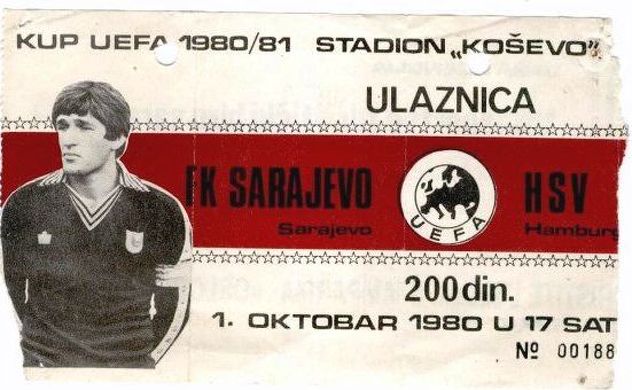 KUP UEFA 1980/81 STADION „KOŠEVO"
ULAZNICA
FK SARAJEVO
Sarajevo
UEFA
HSV
Hamburg
200 din.
1. OKTOBAR 1980 U 17 SAT
Nº 00188